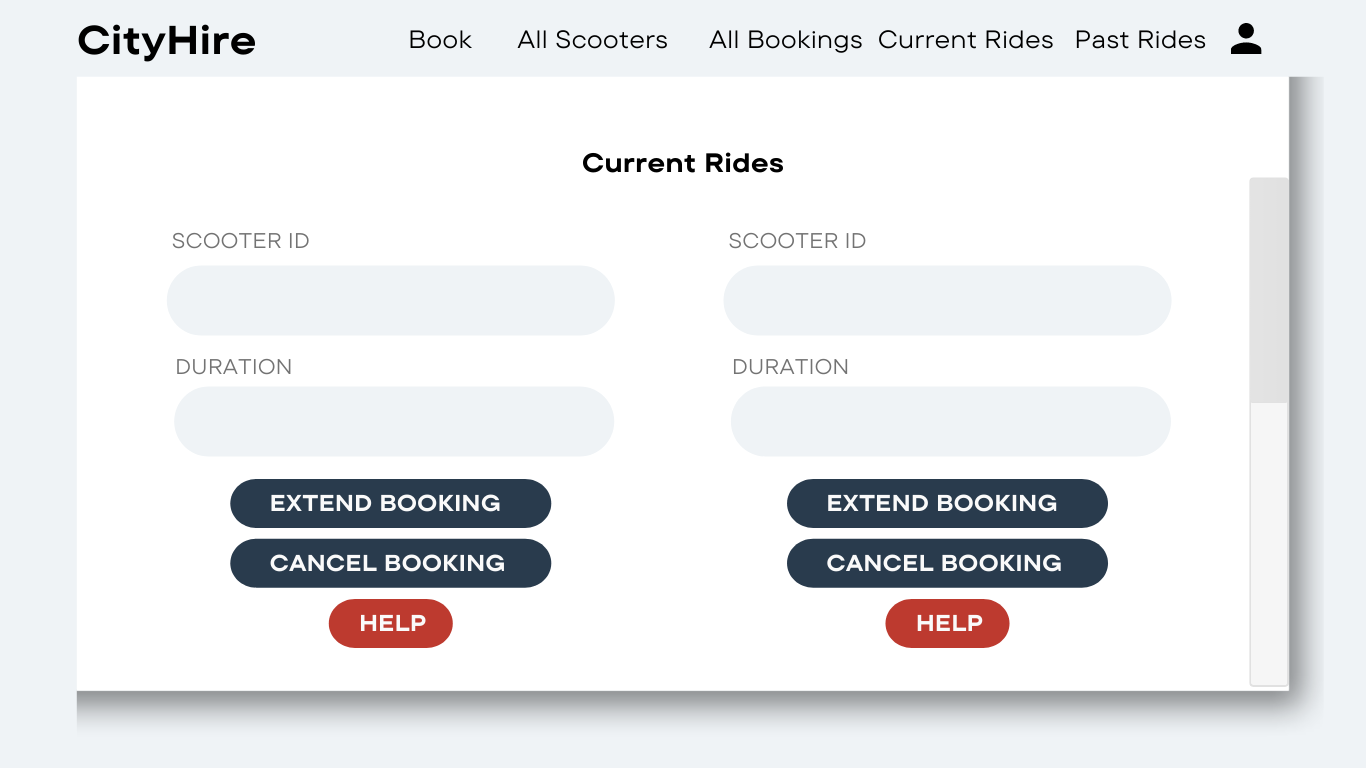 CityHire Book All Scooters All Bookings Current Rides Past Rides
Current Rides
SCOOTER ID SCOOTER ID
DURATION DURATION
EXTEND BOOKING EXTEND BOOKING
CANCEL BOOKING CANCEL BOOKING
HELP HELP